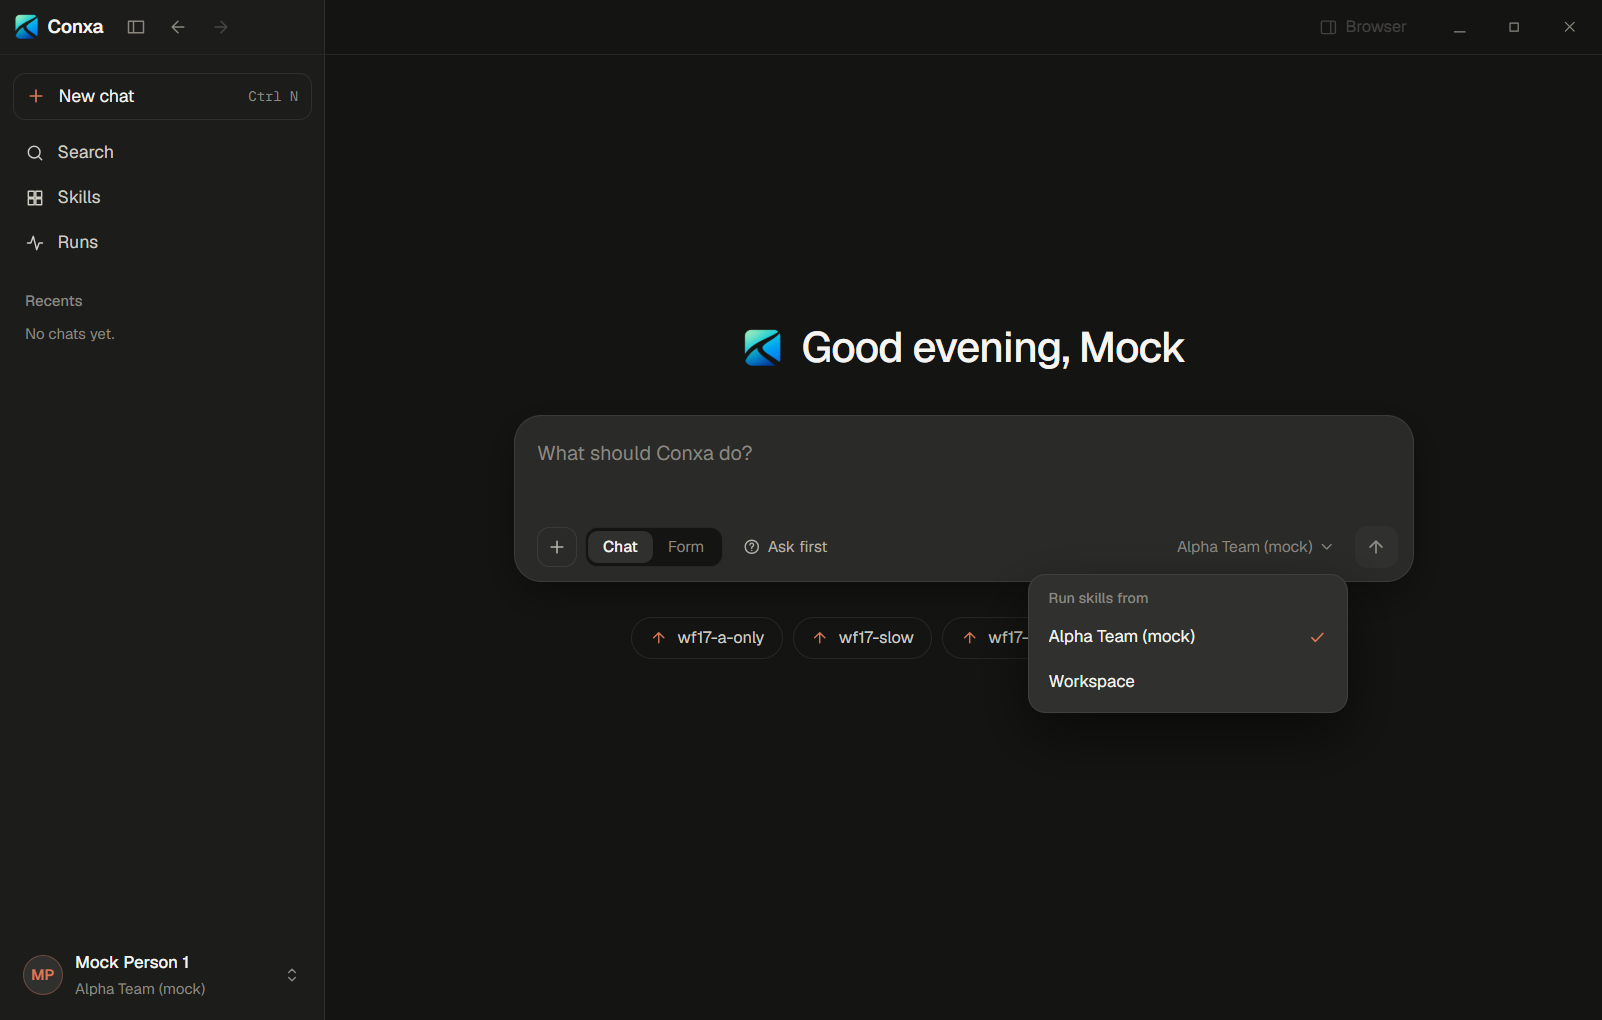 Conxa
Browser
New chat
Ctrl N
Search
Skills
Runs
Recents
No chats yet.
Good evening, Mock
What should Conxa do?
Chat
Form
Ask first
Alpha Team (mock)
wf17-a-only
wf17-slow
wf17-
Run skills from
Alpha Team (mock)
Workspace
MP
Mock Person 1
Alpha Team (mock)